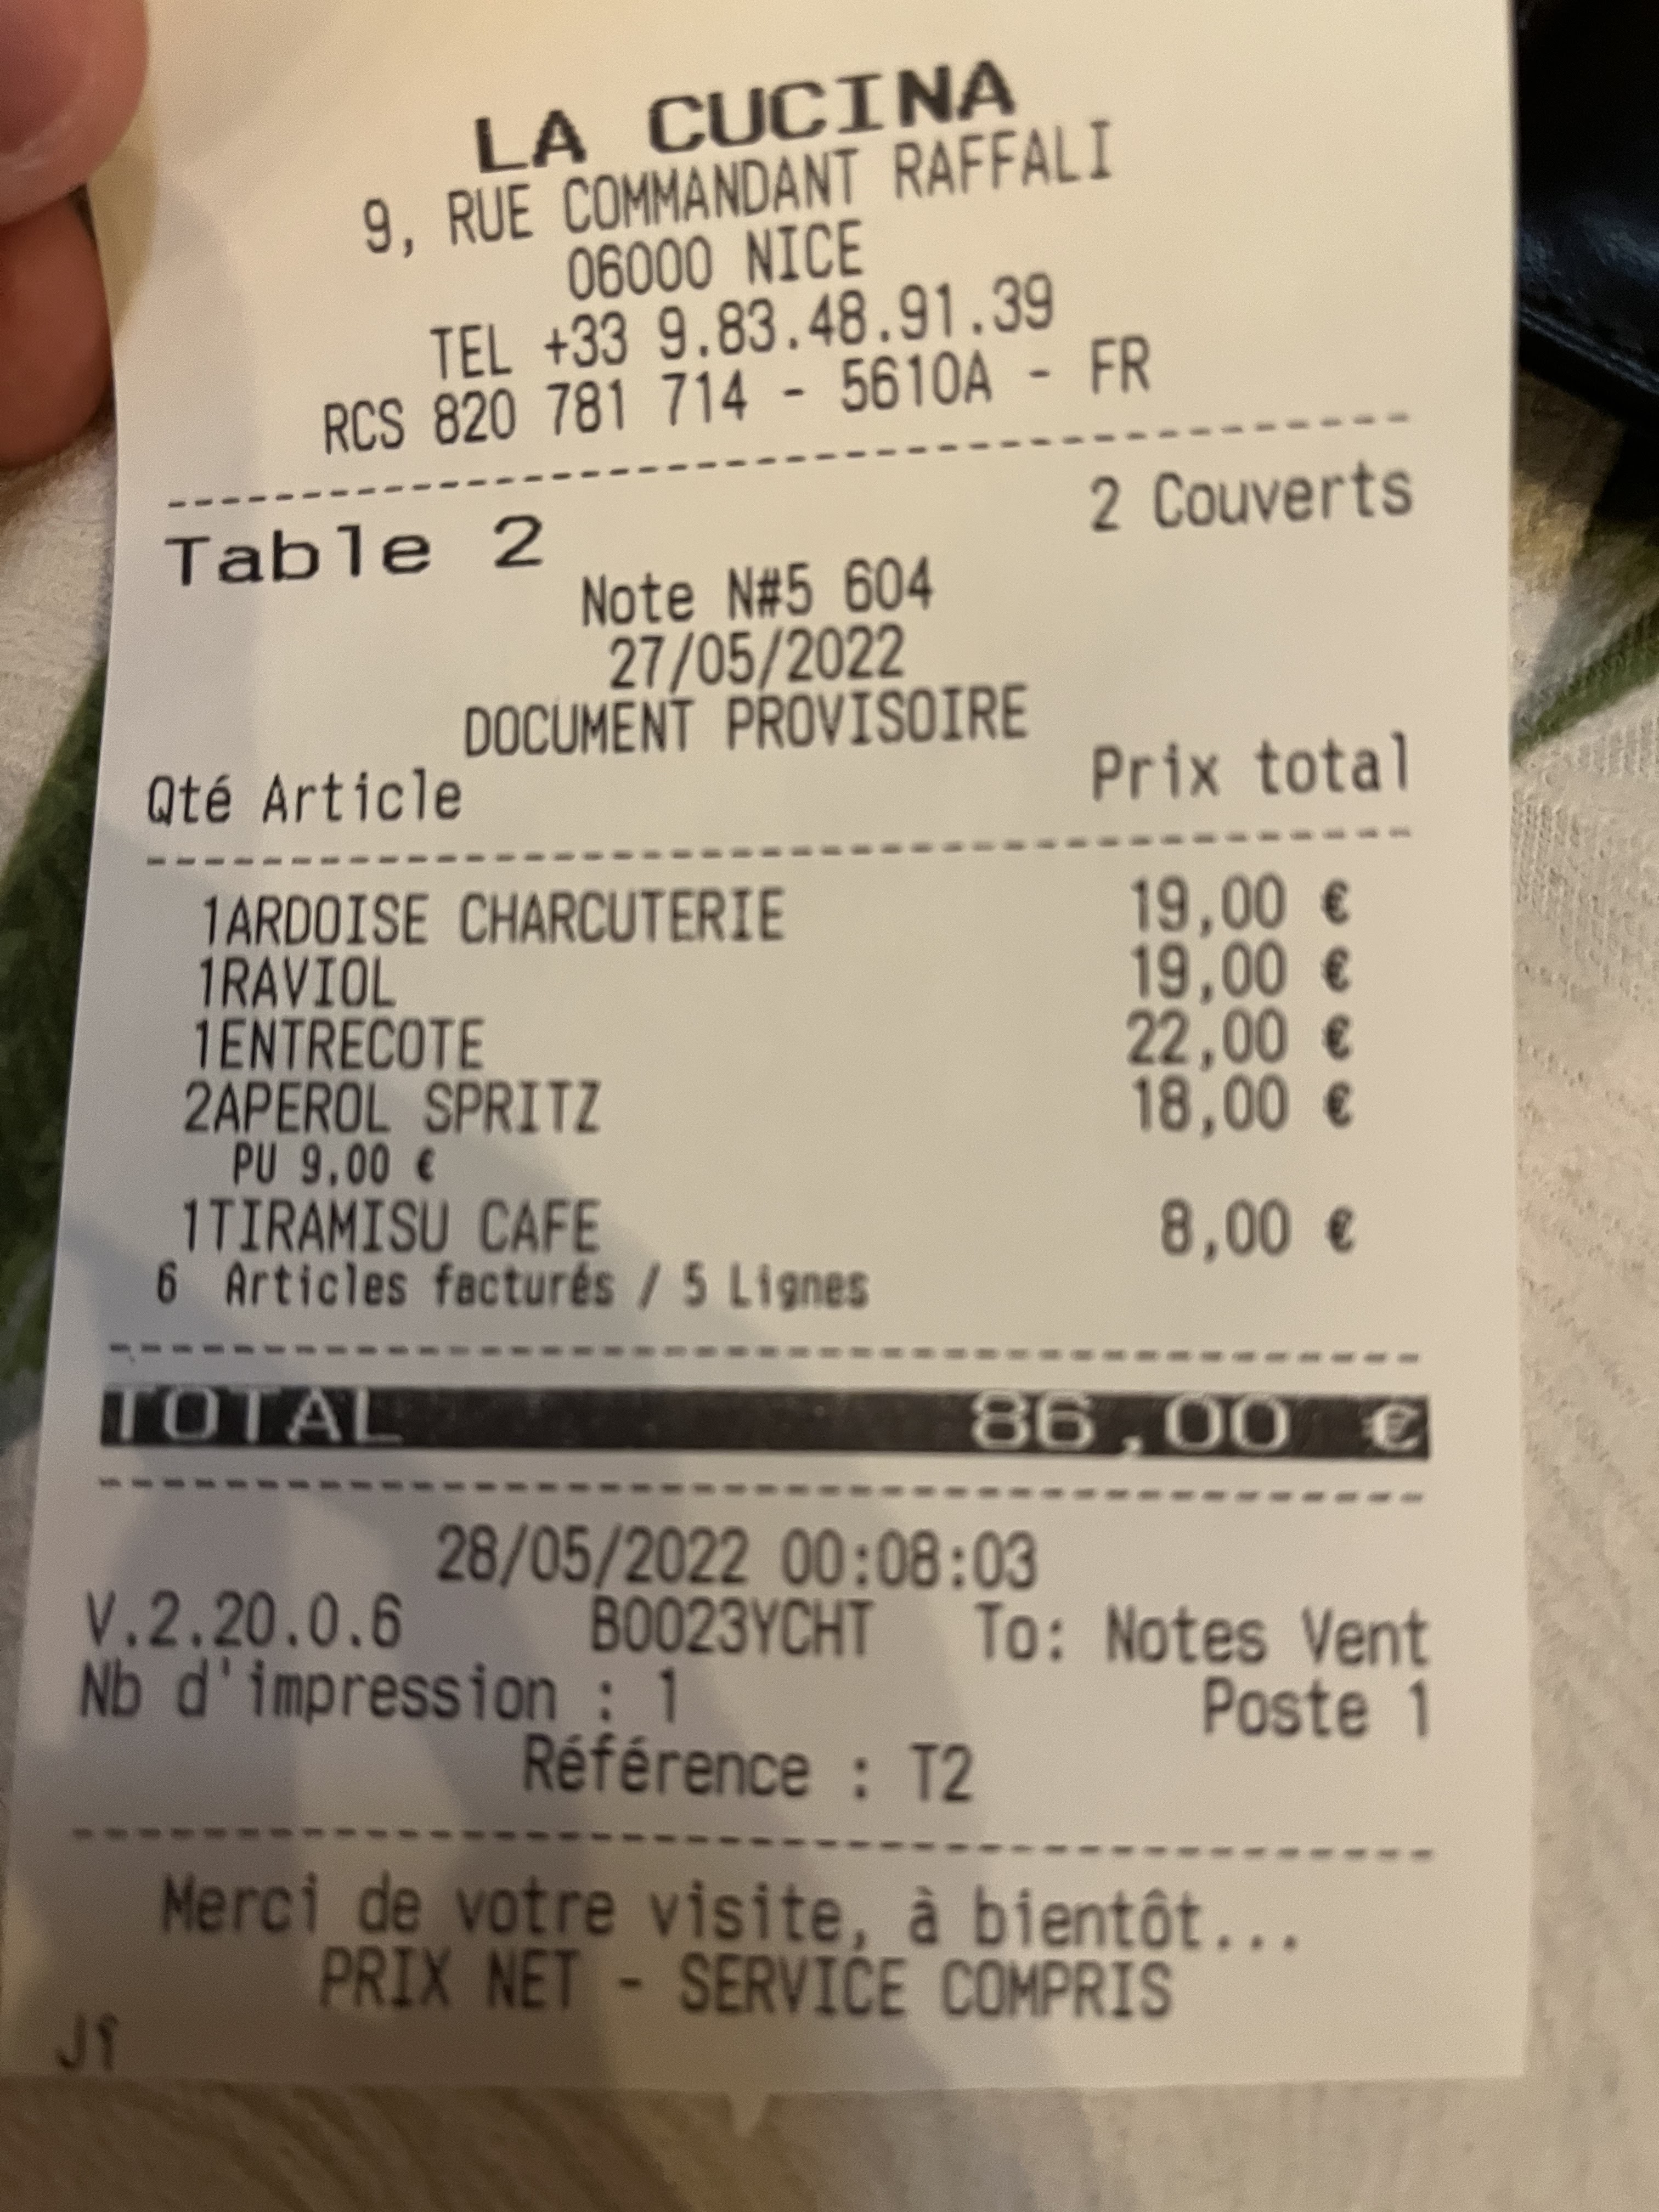 LA CUCINA
9, RUE COMMANDANT RAFFALI
06000 NICE
TEL +33 9.83.48.91.39
RCS 820 781 714 - 5610A - FR
Table 2 2 Couverts
Note N#5 604
27/05/2022
DOCUMENT PROVISOIRE
Qté Article Prix total
1ARDOISE CHARCUTERIE 19,00 €
1RAVIOL 19,00 €
1ENTRECOTE 22,00 €
2APEROL SPRITZ 18,00 €
PU 9,00 €
1TIRAMISU CAFE 8,00 €
6 Articles facturés / 5 Lignes
TOTAL 86,00 €
28/05/2022 00:08:03
V.2.20.0.6 B0023YCHT To: Notes Vent
Nb d'impression : 1 Poste 1
Référence : T2
Merci de votre visite, à bientôt...
PRIX NET - SERVICE COMPRIS